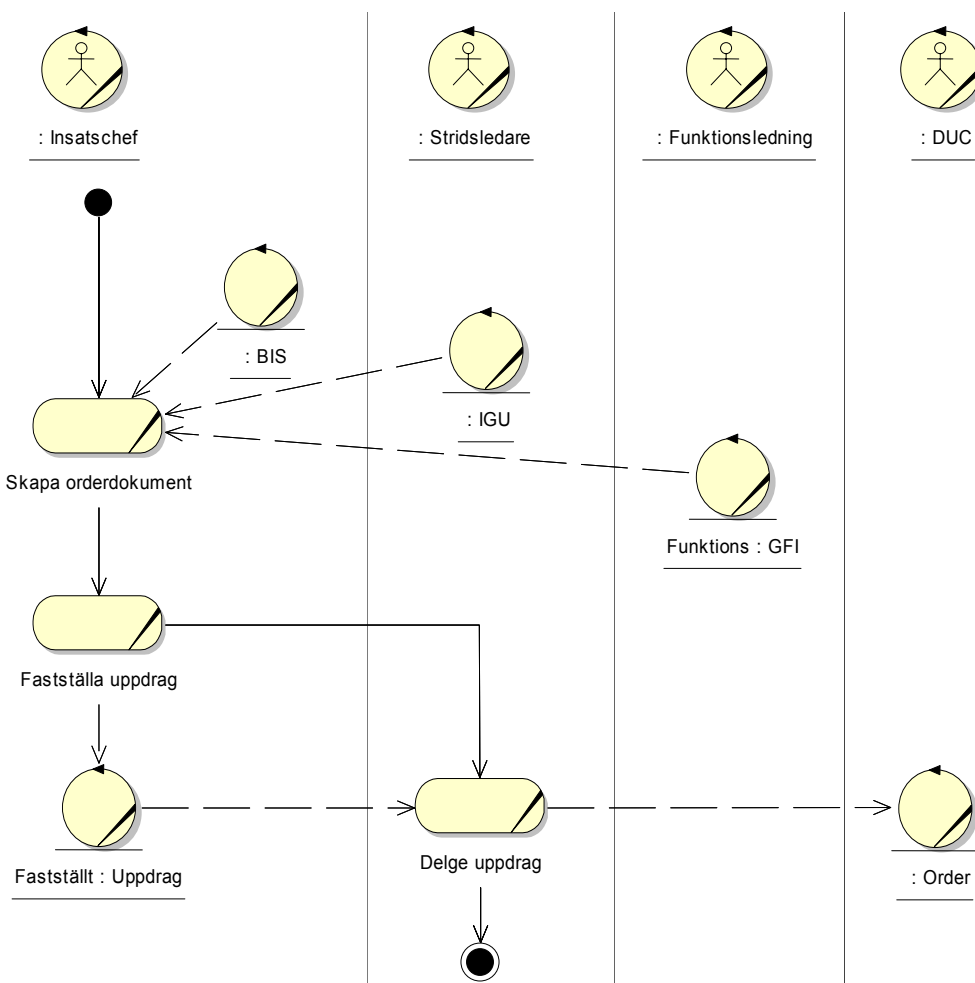 : Insatschef
: Stridsledare
: Funktionsledning
: DUC
: BIS
: IGU
Skapa orderdokument
Funktions : GFI
Fastställa uppdrag
Fastställt : Uppdrag
Delge uppdrag
: Order